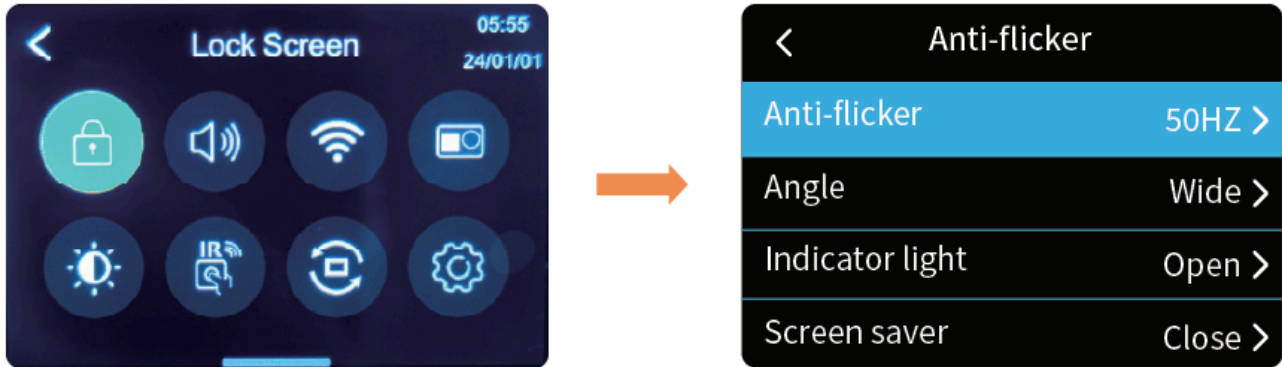 05:55
Lock Screen
24/01/01
IR
Anti-flicker
Anti-flicker 50HZ
Angle Wide
Indicator light Open
Screen saver Close